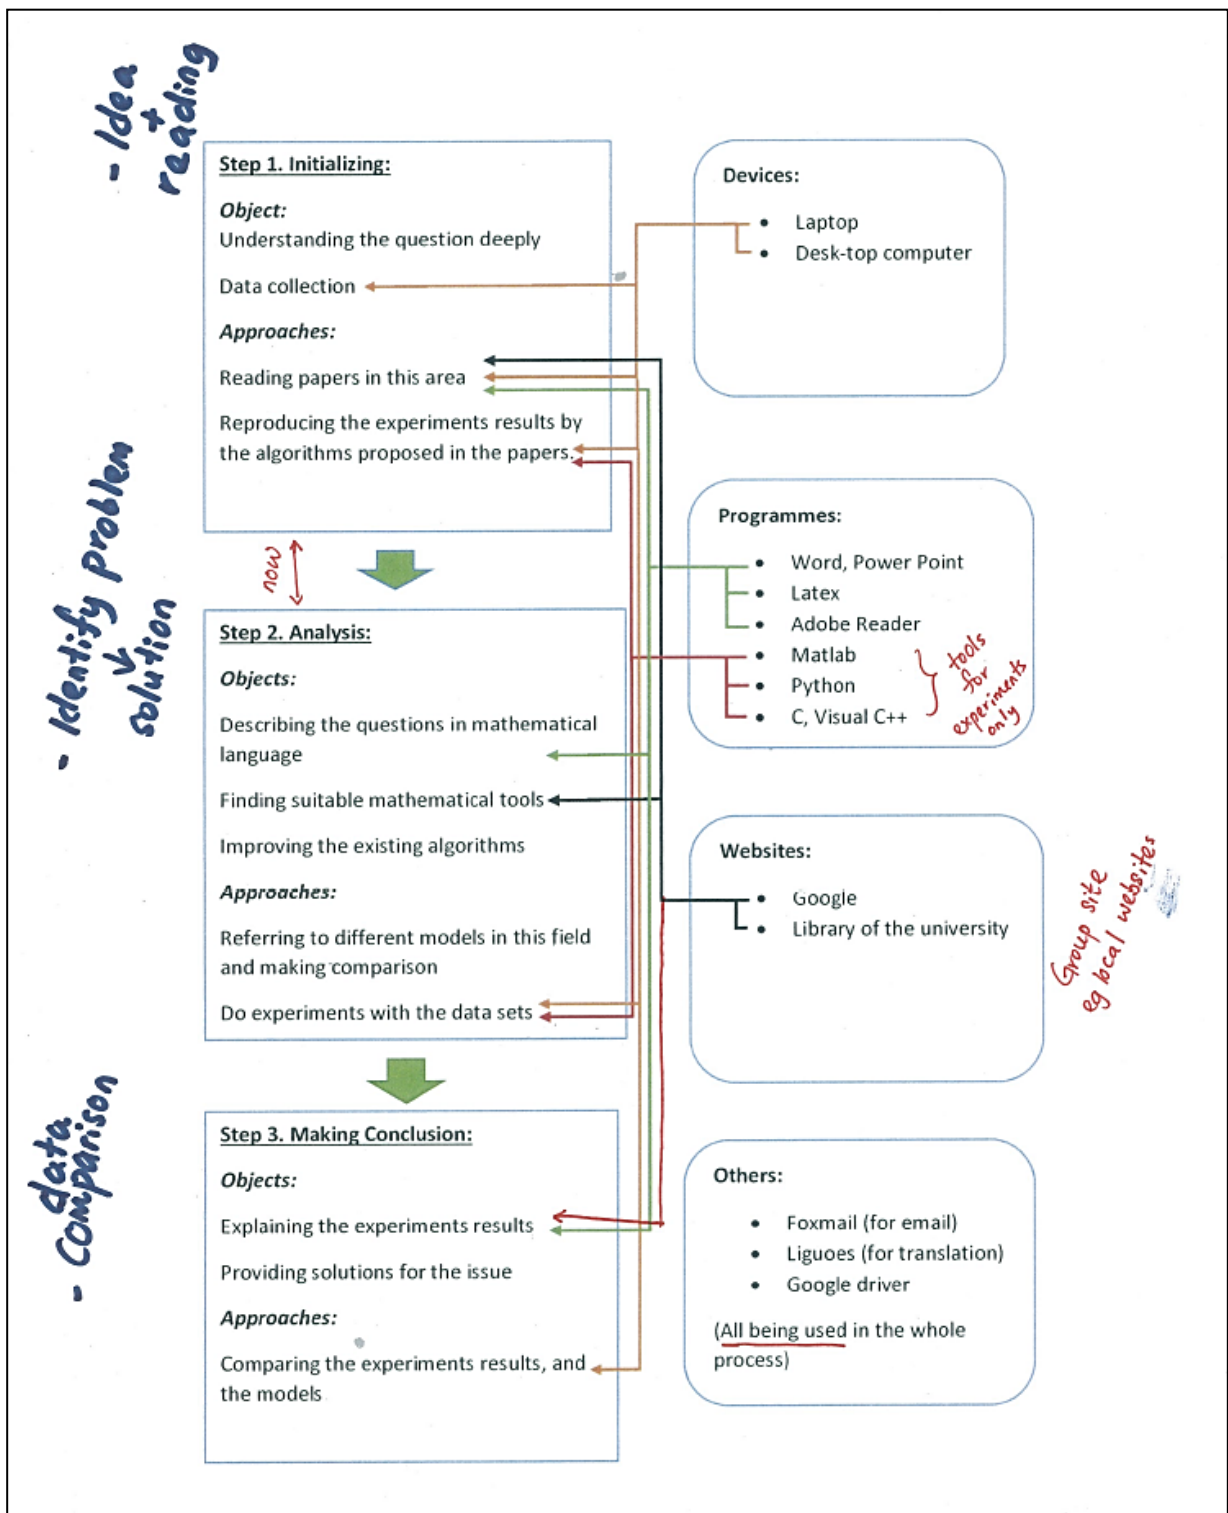 - Idea
+
reading
Step 1. Initializing:
Object:
Understanding the question deeply
Data collection
Approaches:
Reading papers in this area
Reproducing the experiments results by
the algorithms proposed in the papers.
now
- Identify problem
solution
Step 2. Analysis:
Objects:
Describing the questions in mathematical
language
Finding suitable mathematical tools
Improving the existing algorithms
Approaches:
Referring to different models in this field
and making comparison
Do experiments with the data sets
- data
Comparison
Step 3. Making Conclusion:
Objects:
Explaining the experiments results
Providing solutions for the issue
Approaches:
Comparing the experiments results, and
the models
Devices:
• Laptop
• Desk-top computer
Programmes:
• Word, Power Point
• Latex
• Adobe Reader
• Matlab
• Python
• C, Visual C++
tools
for
experiments
only
Websites:
• Google
• Library of the university
Group site
eg local websites
Others:
• Foxmail (for email)
• Liguoes (for translation)
• Google driver
(All being used in the whole
process)